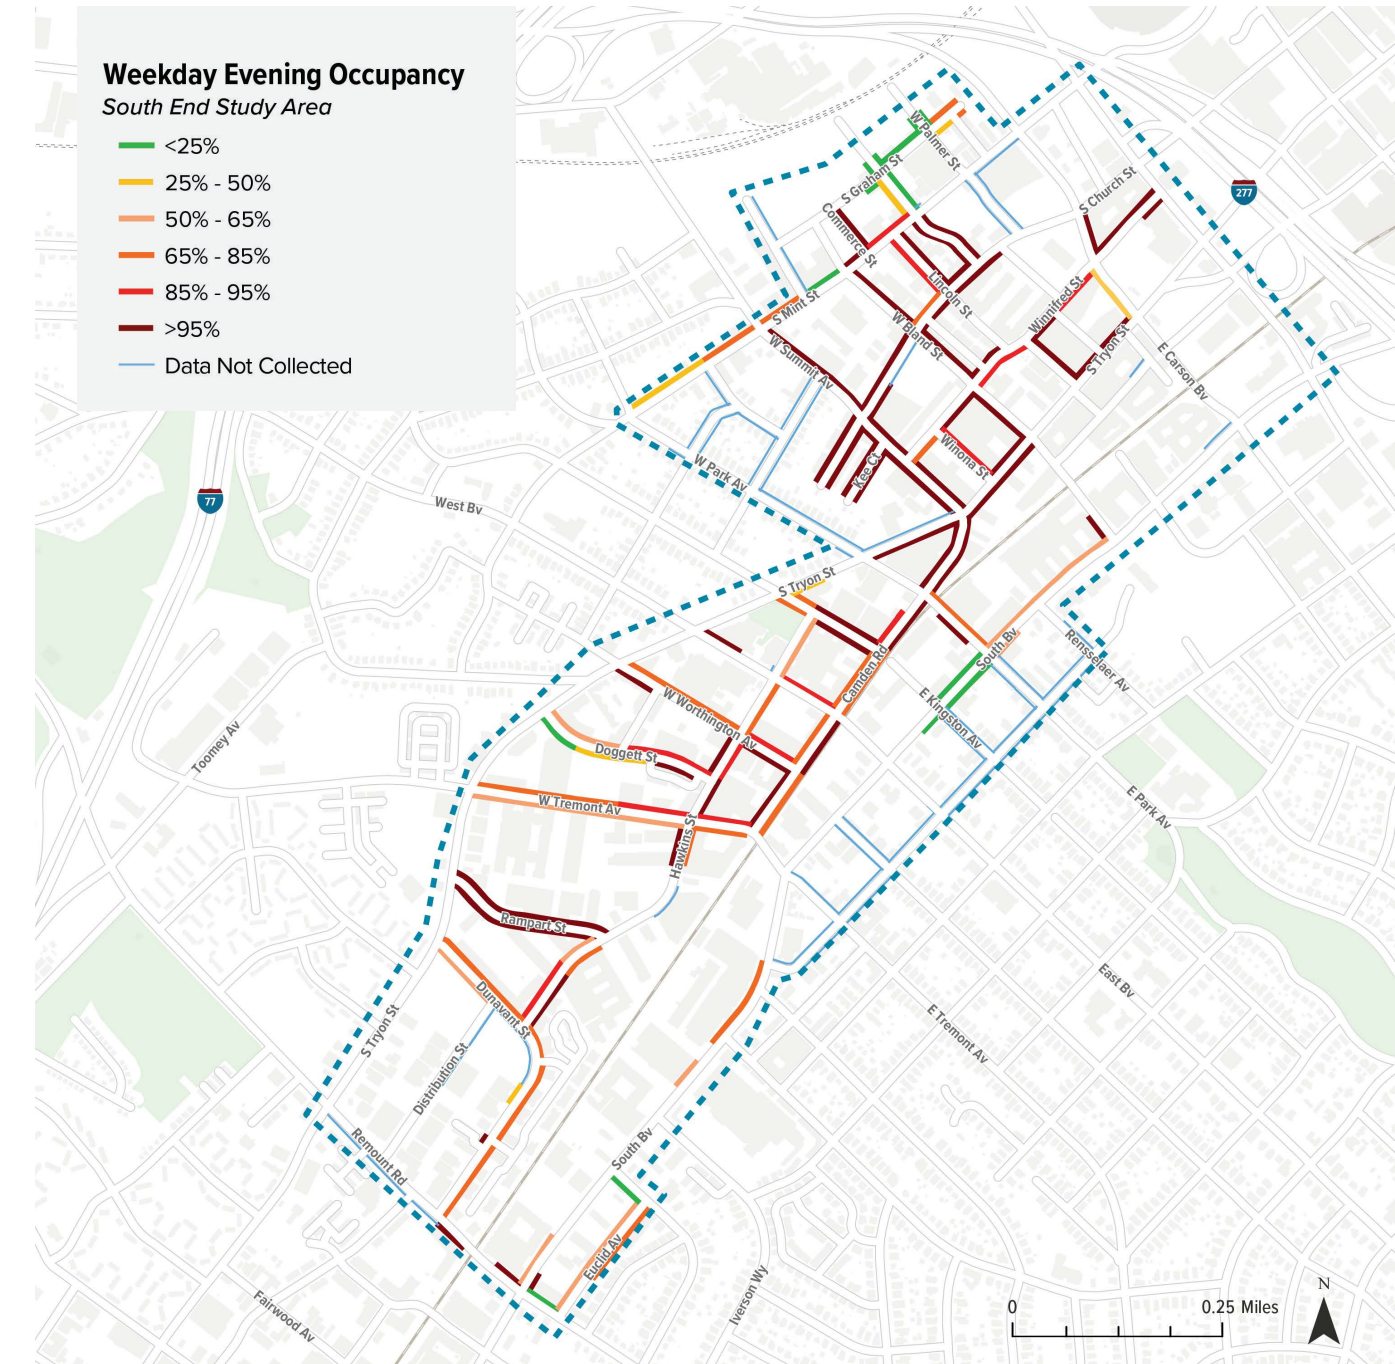 Weekday Evening Occupancy
South End Study Area
<25%
25% - 50%
50% - 65%
65% - 85%
85% - 95%
>95%
Data Not Collected
W Palmer St
S Graham St
S Church St
277
Commerce St
Lincoln St
S Mint St
W Bland St
Winnifred St
S Tryon St
E Carson Bv
W Summit Av
Winona St
Kee Ct
W Park Av
77
West Bv
S Tryon St
South Bv
Rensselaer Av
Camden Rd
E Kingston Av
W Worthington Av
Toomey Av
Doggett St
W Tremont Av
E Park Av
Hawkins St
Rampart St
East Bv
Dunavant St
S Tryon St
E Tremont Av
Distribution St
Remount Rd
South Bv
Euclid Av
Iverson Wy
Fairwood Av
N
0
0.25 Miles